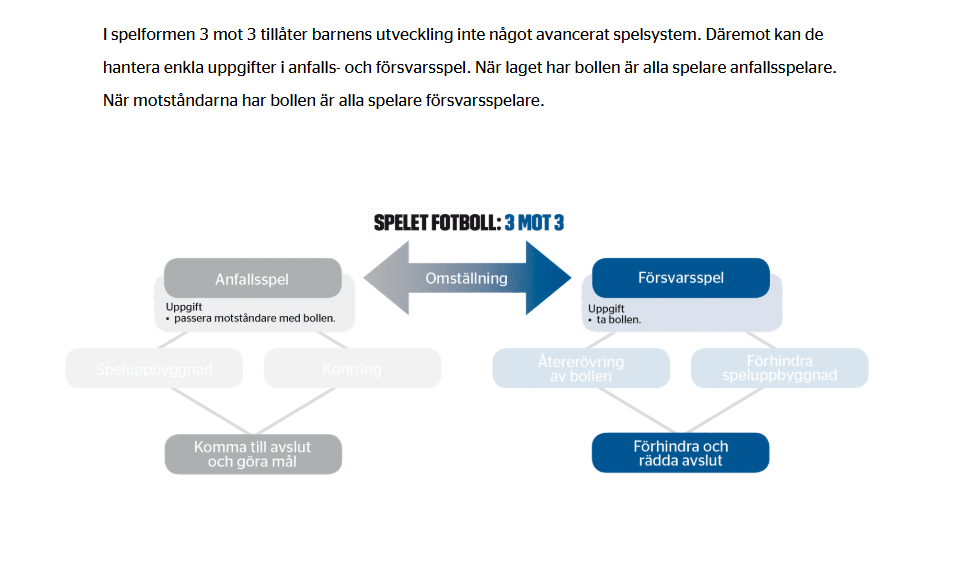 I spelformen 3 mot 3 tillåter barnens utveckling inte något avancerat spelsystem. Däremot kan de
hantera enkla uppgifter i anfalls- och försvarsspel. När laget har bollen är alla spelare anfallsspelare.
När motståndarna har bollen är alla spelare försvarsspelare.
SPELET FOTBOLL: 3 MOT 3
Anfallsspel
Uppgift
• passera motståndare med bollen.
Omställning
Försvarsspel
Uppgift
• ta bollen.
Speluppbyggnad
Kontring
Återerövring
av bollen
Förhindra
speluppbyggnad
Komma till avslut
och göra mål
Förhindra och
rädda avslut